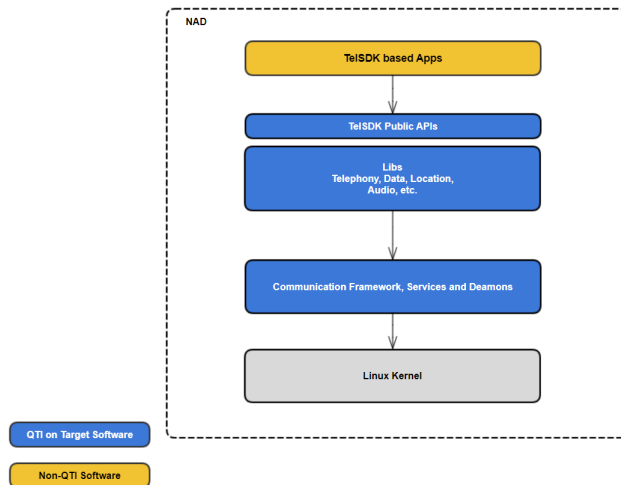 NAD
TelSDK based Apps
TelSDK Public APIs
Libs
Telephony, Data, Location,
Audio, etc.
Communication Framework, Services and Deamons
Linux Kernel
QTI on Target Software
Non-QTI Software